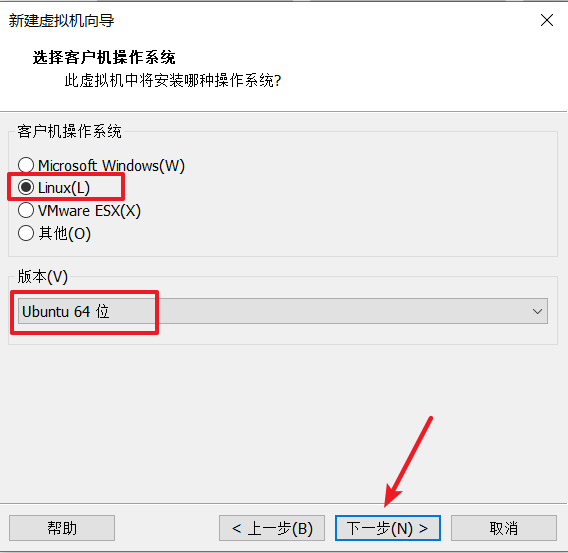 新建虚拟机向导
选择客户机操作系统
此虚拟机中将安装哪种操作系统?
客户机操作系统
Microsoft Windows(W)
Linux(L)
VMware ESX(X)
其他(O)
版本(V)
Ubuntu 64 位
帮助
< 上一步(B)
下一步(N) >
取消